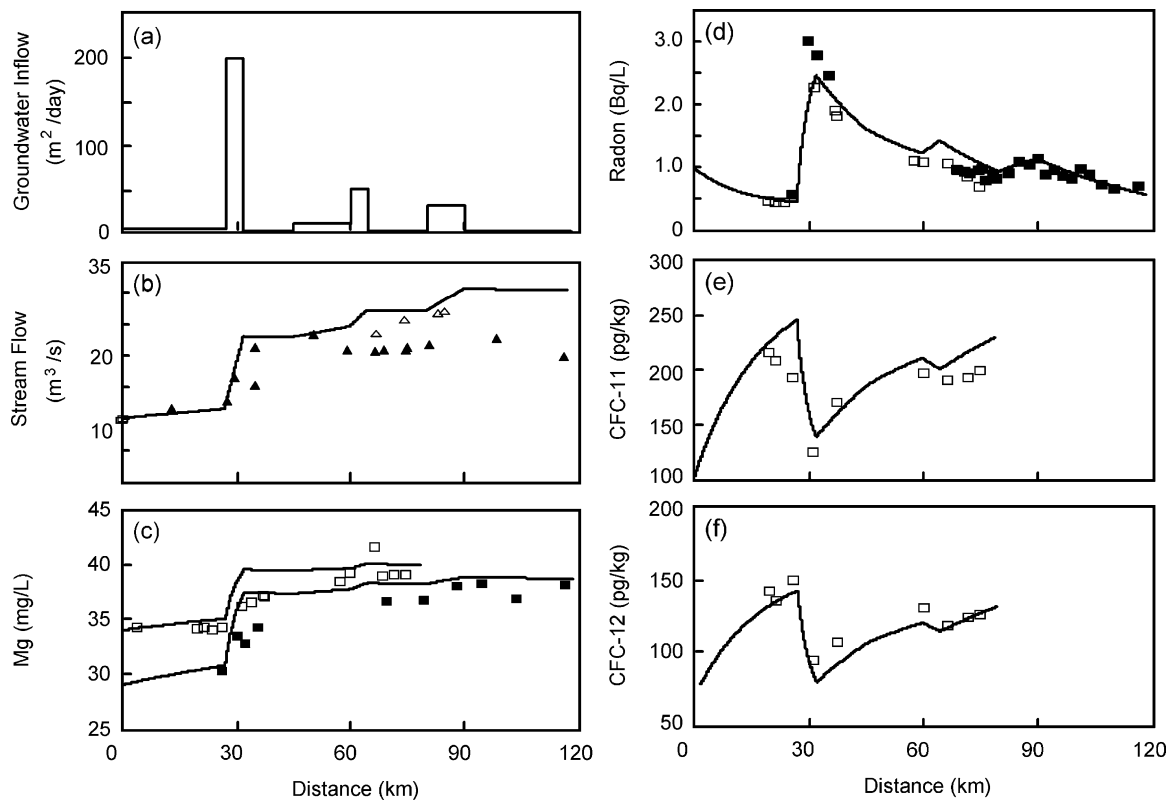 (a)
200
100
0
Groundwater Inflow
(m² /day)
(b)
35
20
10
Stream Flow
(m³ /s)
(c)
45
40
35
30
25
Mg (mg/L)
0
30
60
90
120
Distance (km)
(d)
3.0
2.0
1.0
0
Radon (Bq/L)
(e)
300
250
200
150
100
CFC-11 (pg/kg)
(f)
200
150
100
50
CFC-12 (pg/kg)
0
30
60
90
120
Distance (km)